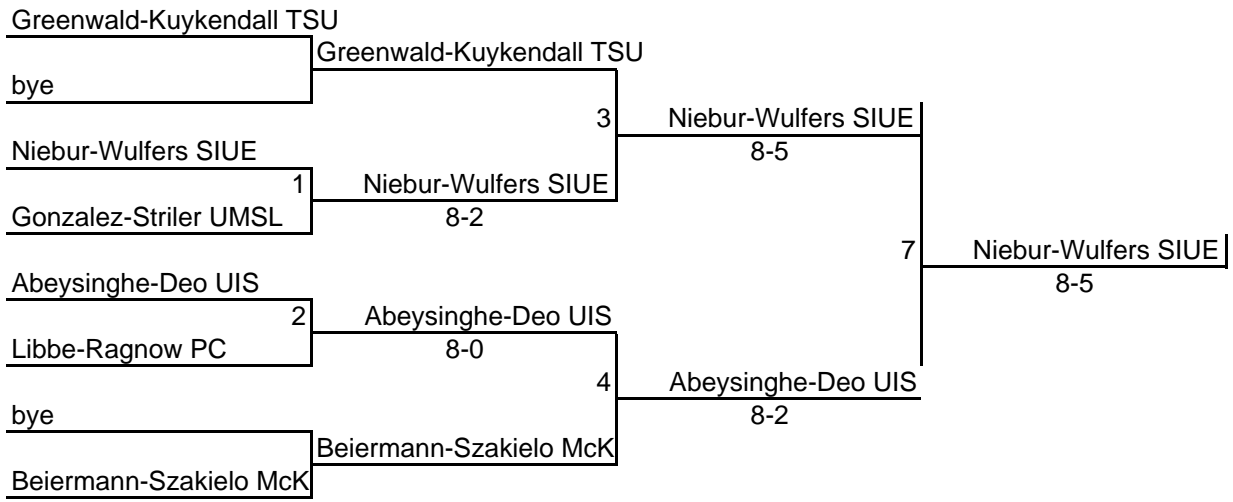 Greenwald-Kuykendall TSU
Greenwald-Kuykendall TSU
bye
3 Niebur-Wulfers SIUE
Niebur-Wulfers SIUE 8-5
1 Niebur-Wulfers SIUE
Gonzalez-Striler UMSL 8-2
7 Niebur-Wulfers SIUE
Abeysinghe-Deo UIS 8-5
2 Abeysinghe-Deo UIS
Libbe-Ragnow PC 8-0
4 Abeysinghe-Deo UIS
bye 8-2
Beiermann-Szakielo McK
Beiermann-Szakielo McK